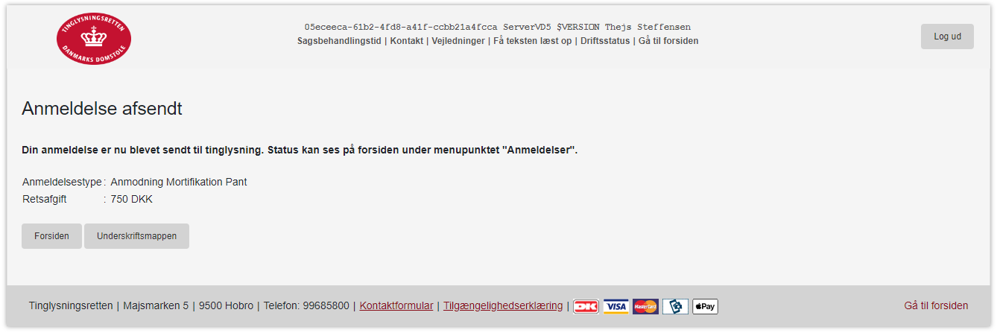 TINGLYSNINGSRETTEN
DANMARKS DOMSTOLE
05eceeca-61b2-4fd8-a41f-ccbb21a4fcca ServerVD5 $VERSION Thejs Steffensen
Sagsbehandlingstid | Kontakt | Vejledninger | Få teksten læst op | Driftsstatus | Gå til forsiden
Log ud
Anmeldelse afsendt
Din anmeldelse er nu blevet sendt til tinglysning. Status kan ses på forsiden under menupunktet "Anmeldelser".
Anmeldelsestype : Anmodning Mortifikation Pant
Retsafgift : 750 DKK
Forsiden Underskriftsmappen
Tinglysningsretten | Majsmarken 5 | 9500 Hobro | Telefon: 99685800 | Kontaktformular | Tilgængelighedserklæring | DK VISA MasterCard Pay Gå til forsiden